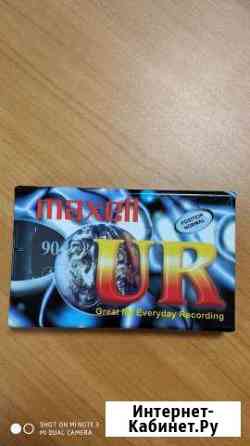 maxell
POSITION
NORMAL
90
UR
Great for Everyday Recording
SHOT ON MI NOTE 3
MI DUAL CAMERA
Интернет-
Кабинет.Ру